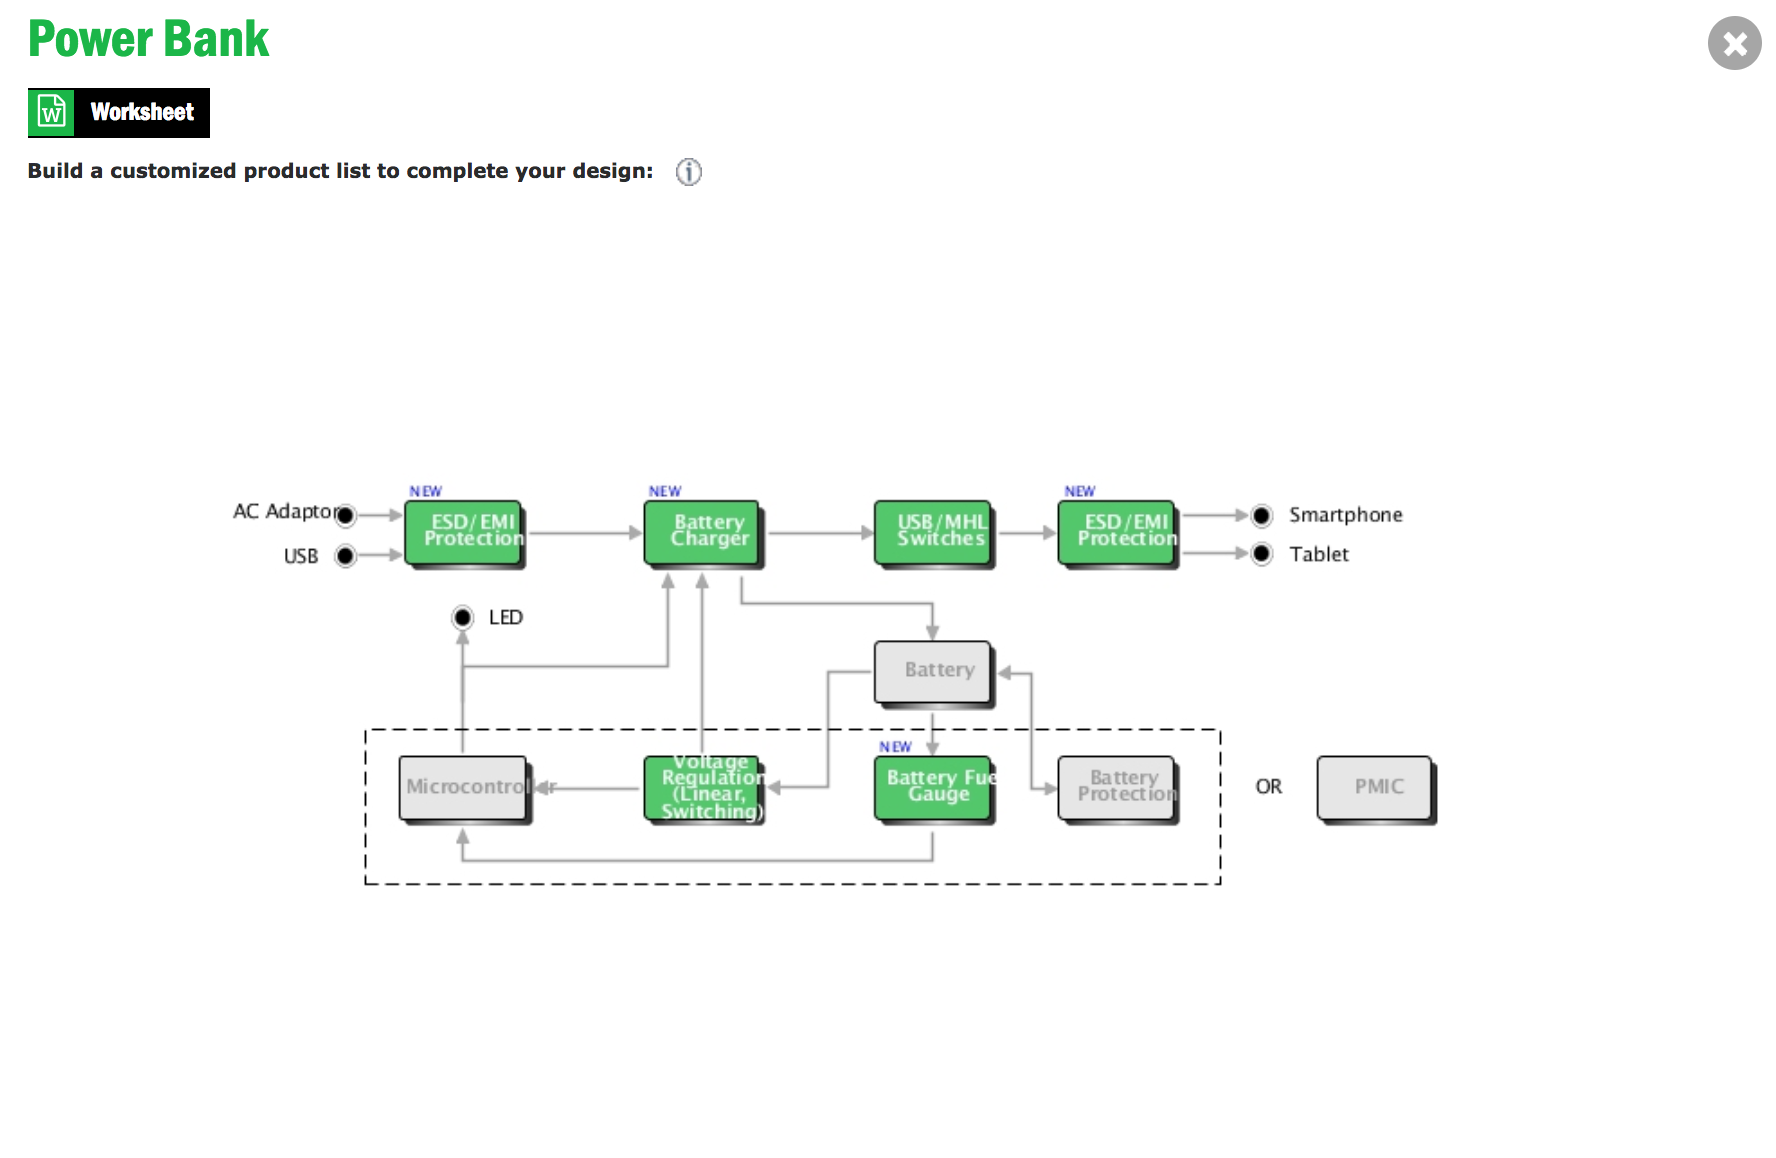 Power Bank
W Worksheet
Build a customized product list to complete your design: i
NEW
NEW
NEW
AC Adaptor
ESD/EMI
Protection
Battery
Charger
USB/MHL
Switches
ESD/EMI
Protection
Smartphone
USB
Tablet
LED
Battery
NEW
Microcontroller
Voltage
Regulation
(Linear,
Switching)
Battery Fue
Gauge
Battery
Protection
OR
PMIC